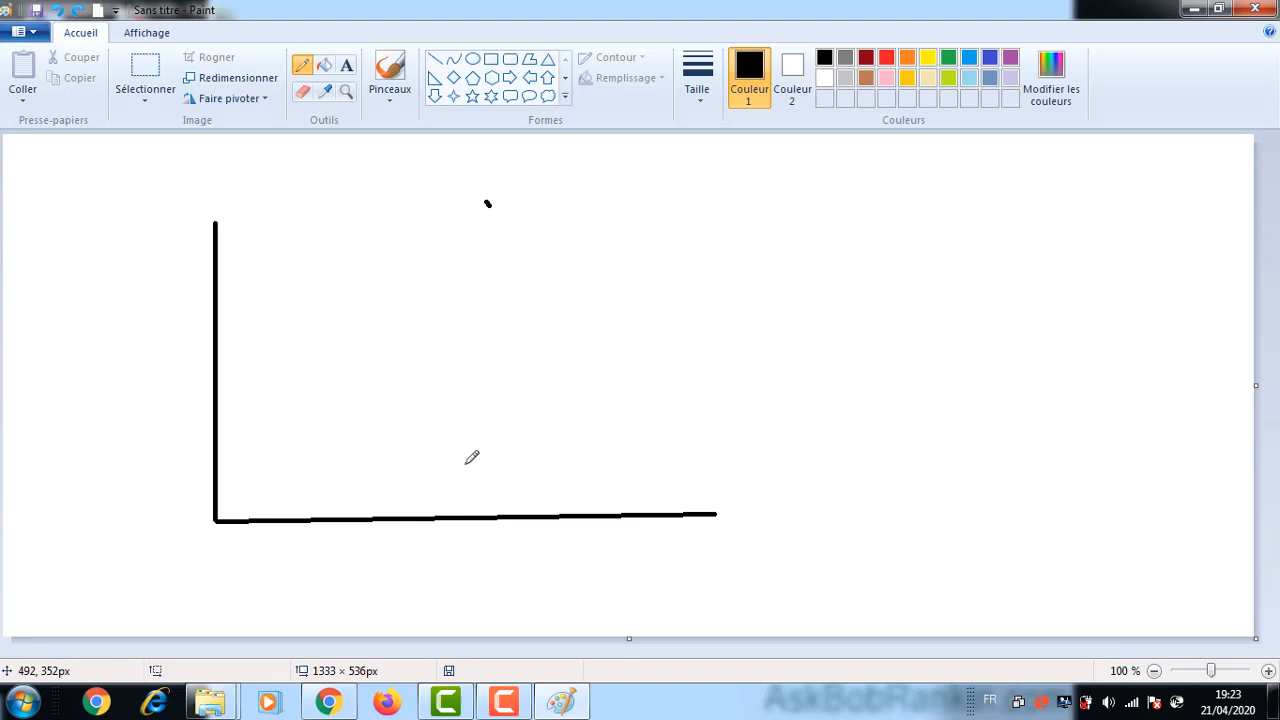 Sans titre - Paint
Accueil Affichage
Coller
Couper
Copier
Presse-papiers
Sélectionner
Rogner
Redimensionner
Faire pivoter
Image
A
Outils
Pinceaux
Contour
Remplissage
Formes
Taille
Couleur 1
Couleur 2
Modifier les couleurs
Couleurs
492, 352px
1333 × 536px
100 %
FR
19:23
21/04/2020